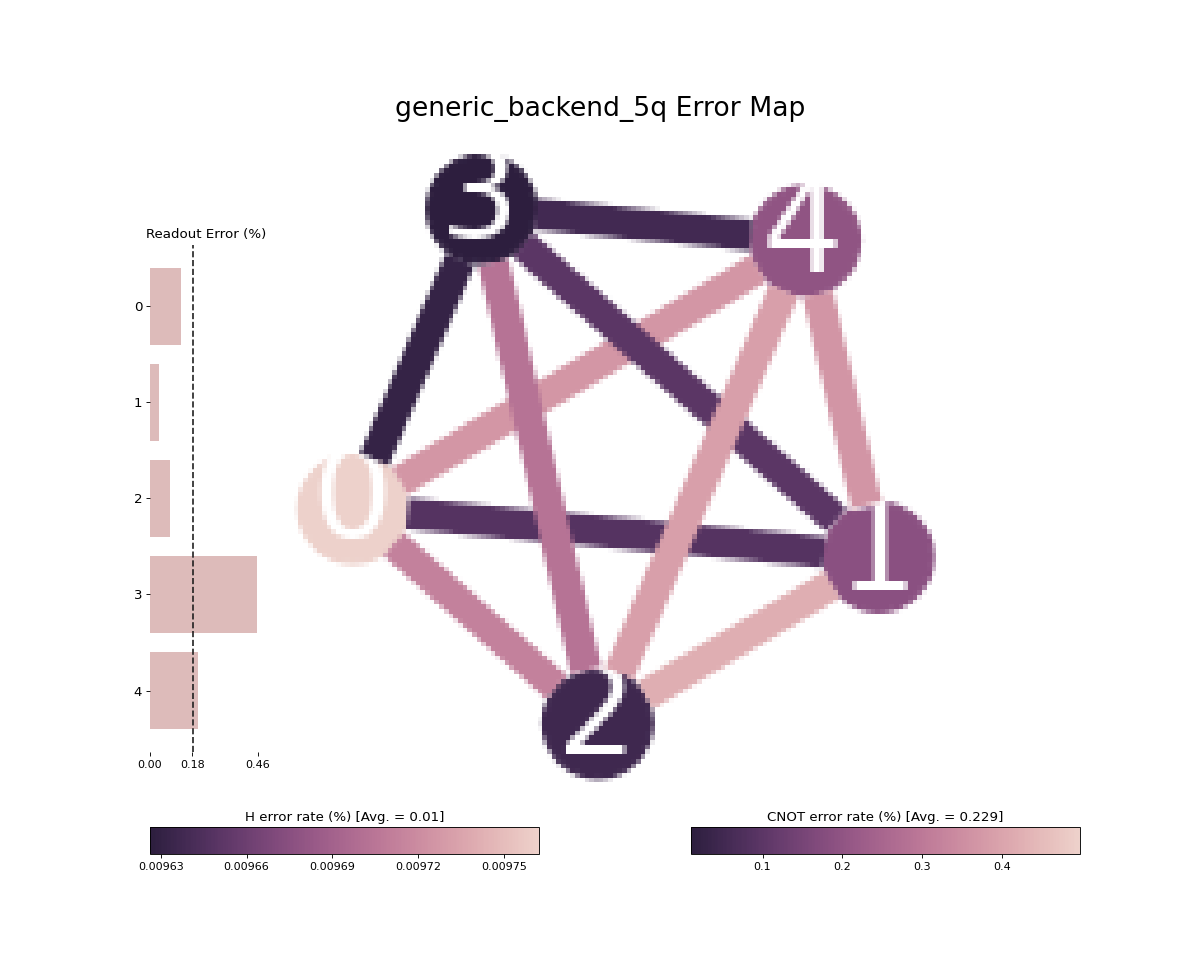 generic_backend_5q Error Map
3
4
Readout Error (%)
0
1
2
3
4
0.00 0.18 0.46
0
1
2
H error rate (%) [Avg. = 0.01]
0.00963 0.00966 0.00969 0.00972 0.00975
CNOT error rate (%) [Avg. = 0.229]
0.1 0.2 0.3 0.4